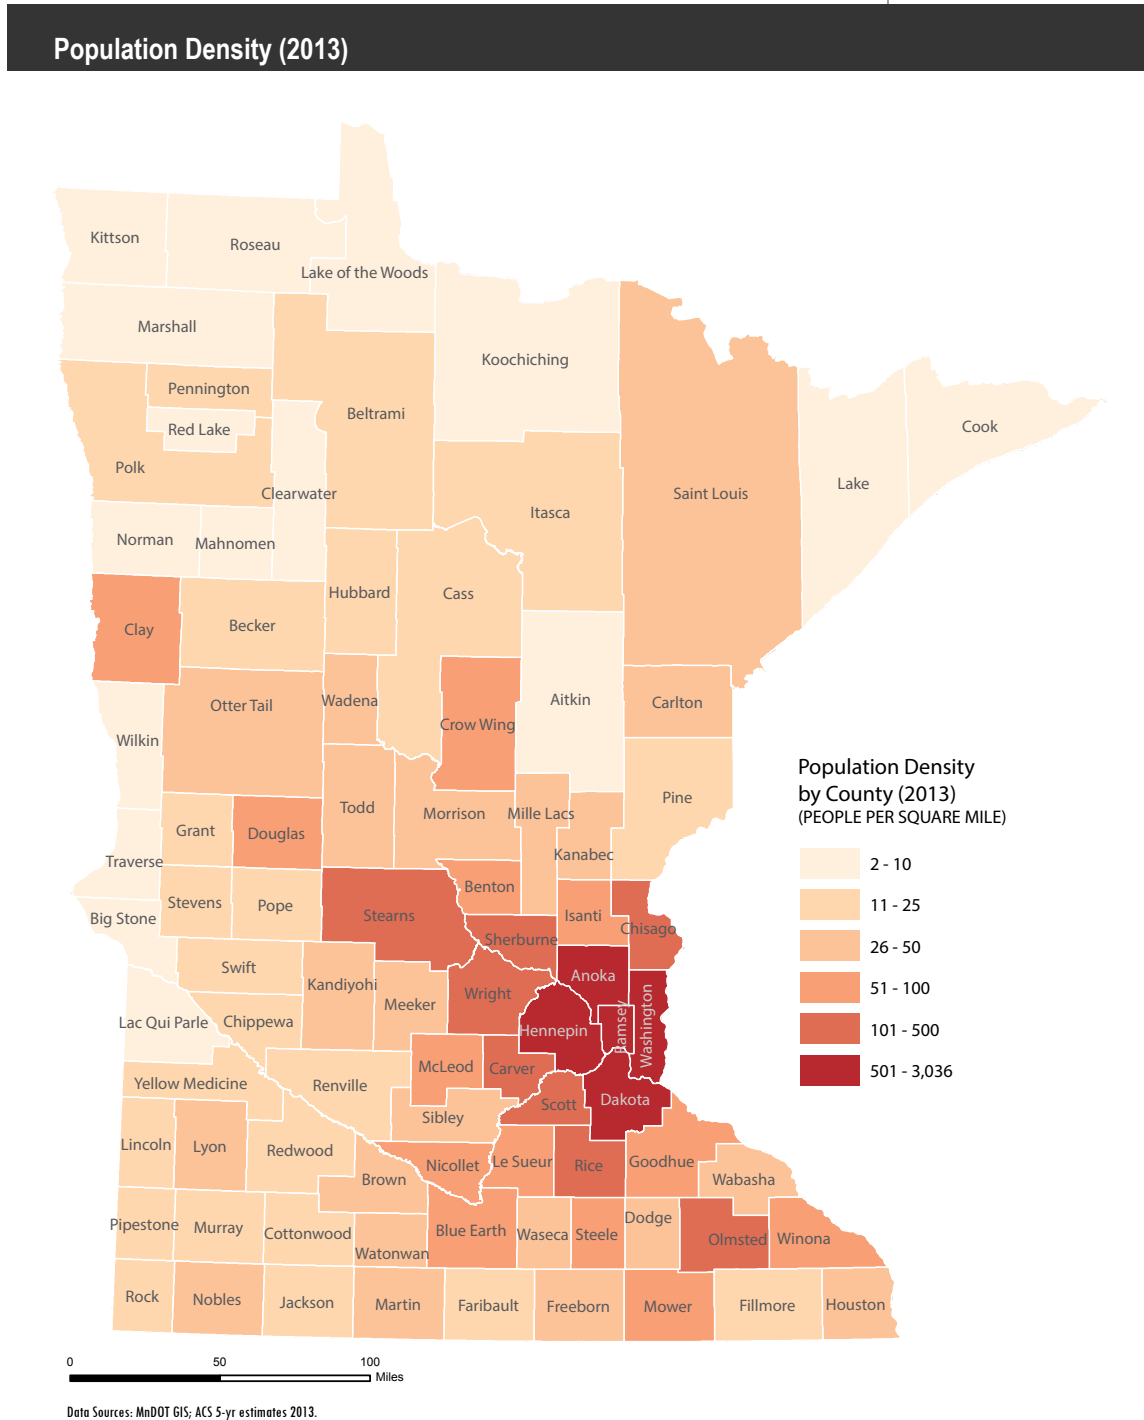 Population Density (2013)
Kittson
Roseau
Lake of the Woods
Marshall
Koochiching
Pennington
Beltrami
Red Lake
Cook
Polk
Lake
Clearwater
Saint Louis
Itasca
Norman
Mahnomen
Hubbard
Cass
Clay
Becker
Otter Tail
Wadena
Aitkin
Carlton
Crow Wing
Wilkin
Population Density
by County (2013)
(PEOPLE PER SQUARE MILE)
2 - 10
11 - 25
26 - 50
51 - 100
101 - 500
501 - 3,036
Pine
Todd
Morrison
Mille Lacs
Grant
Douglas
Kanabec
Traverse
Benton
Stevens
Pope
Stearns
Isanti
Big Stone
Chisago
Sherburne
Swift
Anoka
Kandiyohi
Wright
Meeker
Lac Qui Parle
Chippewa
Hennepin
Ramsey
Washington
McLeod
Carver
Yellow Medicine
Renville
Dakota
Scott
Sibley
Lincoln
Lyon
Redwood
Nicollet
Le Sueur
Rice
Goodhue
Brown
Wabasha
Pipestone
Murray
Cottonwood
Watonwan
Blue Earth
Waseca
Steele
Dodge
Olmsted
Winona
Rock
Nobles
Jackson
Martin
Faribault
Freeborn
Mower
Fillmore
Houston
0 50 100
Miles
Data Sources: MnDOT GIS; ACS 5-yr estimates 2013.